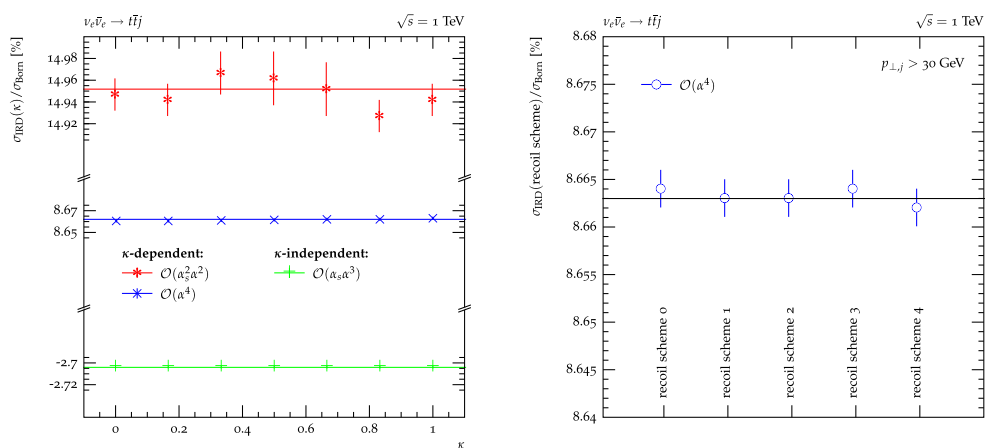 ν_e ν̄_e → t t̄ j
√s = 1 TeV
σ_IRD(κ)/σ_Born [%]
14.98
14.96
14.94
14.92
8.67
8.65
κ-dependent:
κ-independent:
O(α_s^2 α^2)
O(α_s α^3)
O(α^4)
-2.7
-2.72
0
0.2
0.4
0.6
0.8
1
κ
ν_e ν̄_e → t t̄ j
√s = 1 TeV
σ_IRD(recoil scheme)/σ_Born [%]
8.68
p_⊥,j > 30 GeV
8.675
O(α^4)
8.67
8.665
8.66
8.655
8.65
8.645
8.64
recoil scheme 0
recoil scheme 1
recoil scheme 2
recoil scheme 3
recoil scheme 4